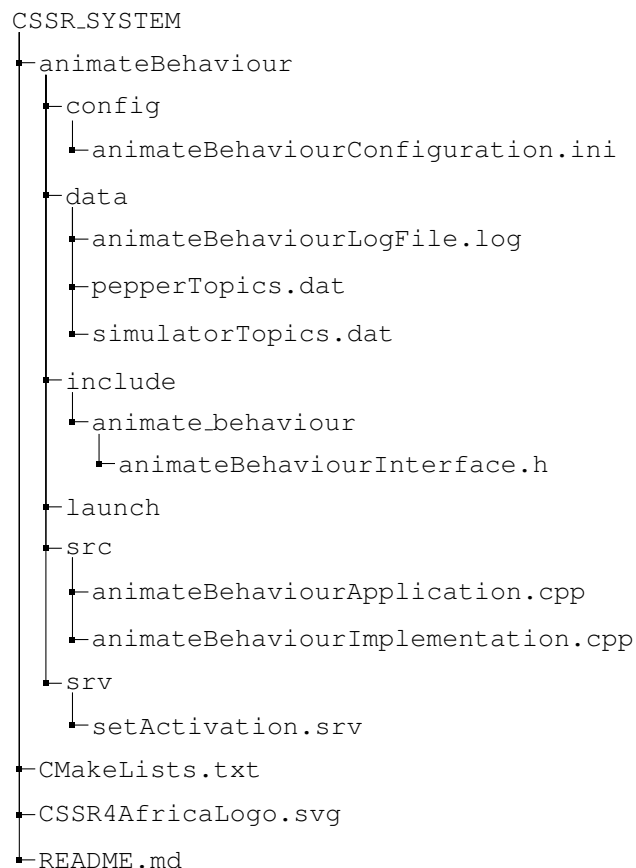 CSSR_SYSTEM
animateBehaviour
config
animateBehaviourConfiguration.ini
data
animateBehaviourLogFile.log
pepperTopics.dat
simulatorTopics.dat
include
animate_behaviour
animateBehaviourInterface.h
launch
src
animateBehaviourApplication.cpp
animateBehaviourImplementation.cpp
srv
setActivation.srv
CMakeLists.txt
CSSR4AfricaLogo.svg
README.md